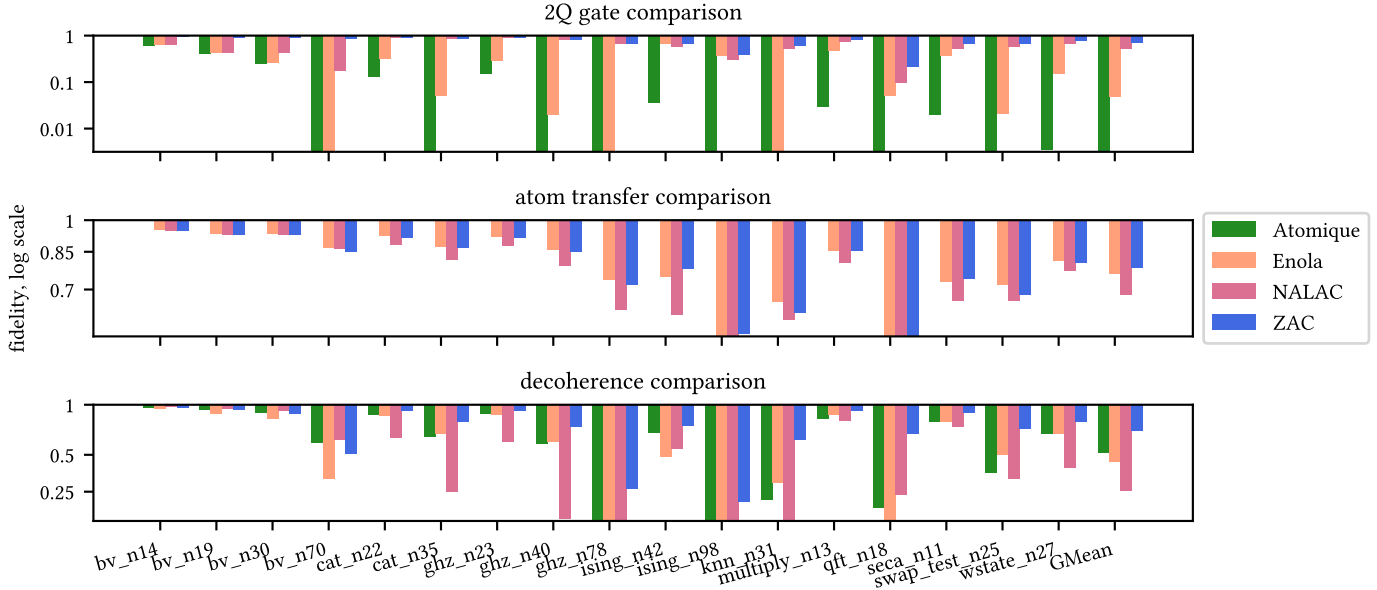 2Q gate comparison
1
0.1
0.01
atom transfer comparison
1
0.85
0.7
fidelity, log scale
Atomique
Enola
NALAC
ZAC
decoherence comparison
1
0.5
0.25
bv_n14
bv_n19
bv_n30
bv_n70
cat_n22
cat_n35
ghz_n23
ghz_n40
ghz_n78
ising_n42
ising_n98
knn_n31
multiply_n13
qft_n18
seca_n11
swap_test_n25
wstate_n27
GMean